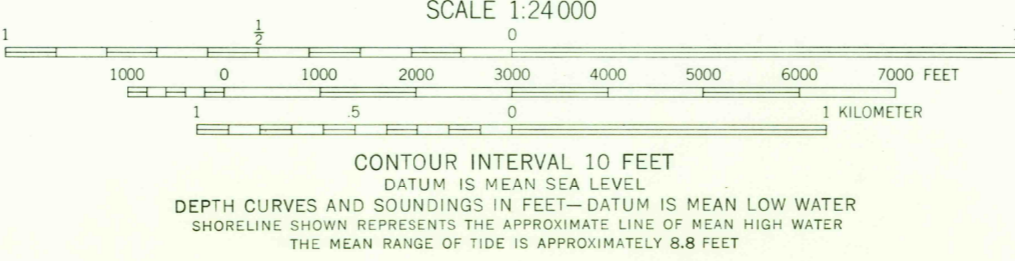 SCALE 1:24 000
1 ½ 0
1000 0 1000 2000 3000 4000 5000 6000 7000 FEET
1 .5 0 1 KILOMETER
CONTOUR INTERVAL 10 FEET
DATUM IS MEAN SEA LEVEL
DEPTH CURVES AND SOUNDINGS IN FEET—DATUM IS MEAN LOW WATER
SHORELINE SHOWN REPRESENTS THE APPROXIMATE LINE OF MEAN HIGH WATER
THE MEAN RANGE OF TIDE IS APPROXIMATELY 8.8 FEET